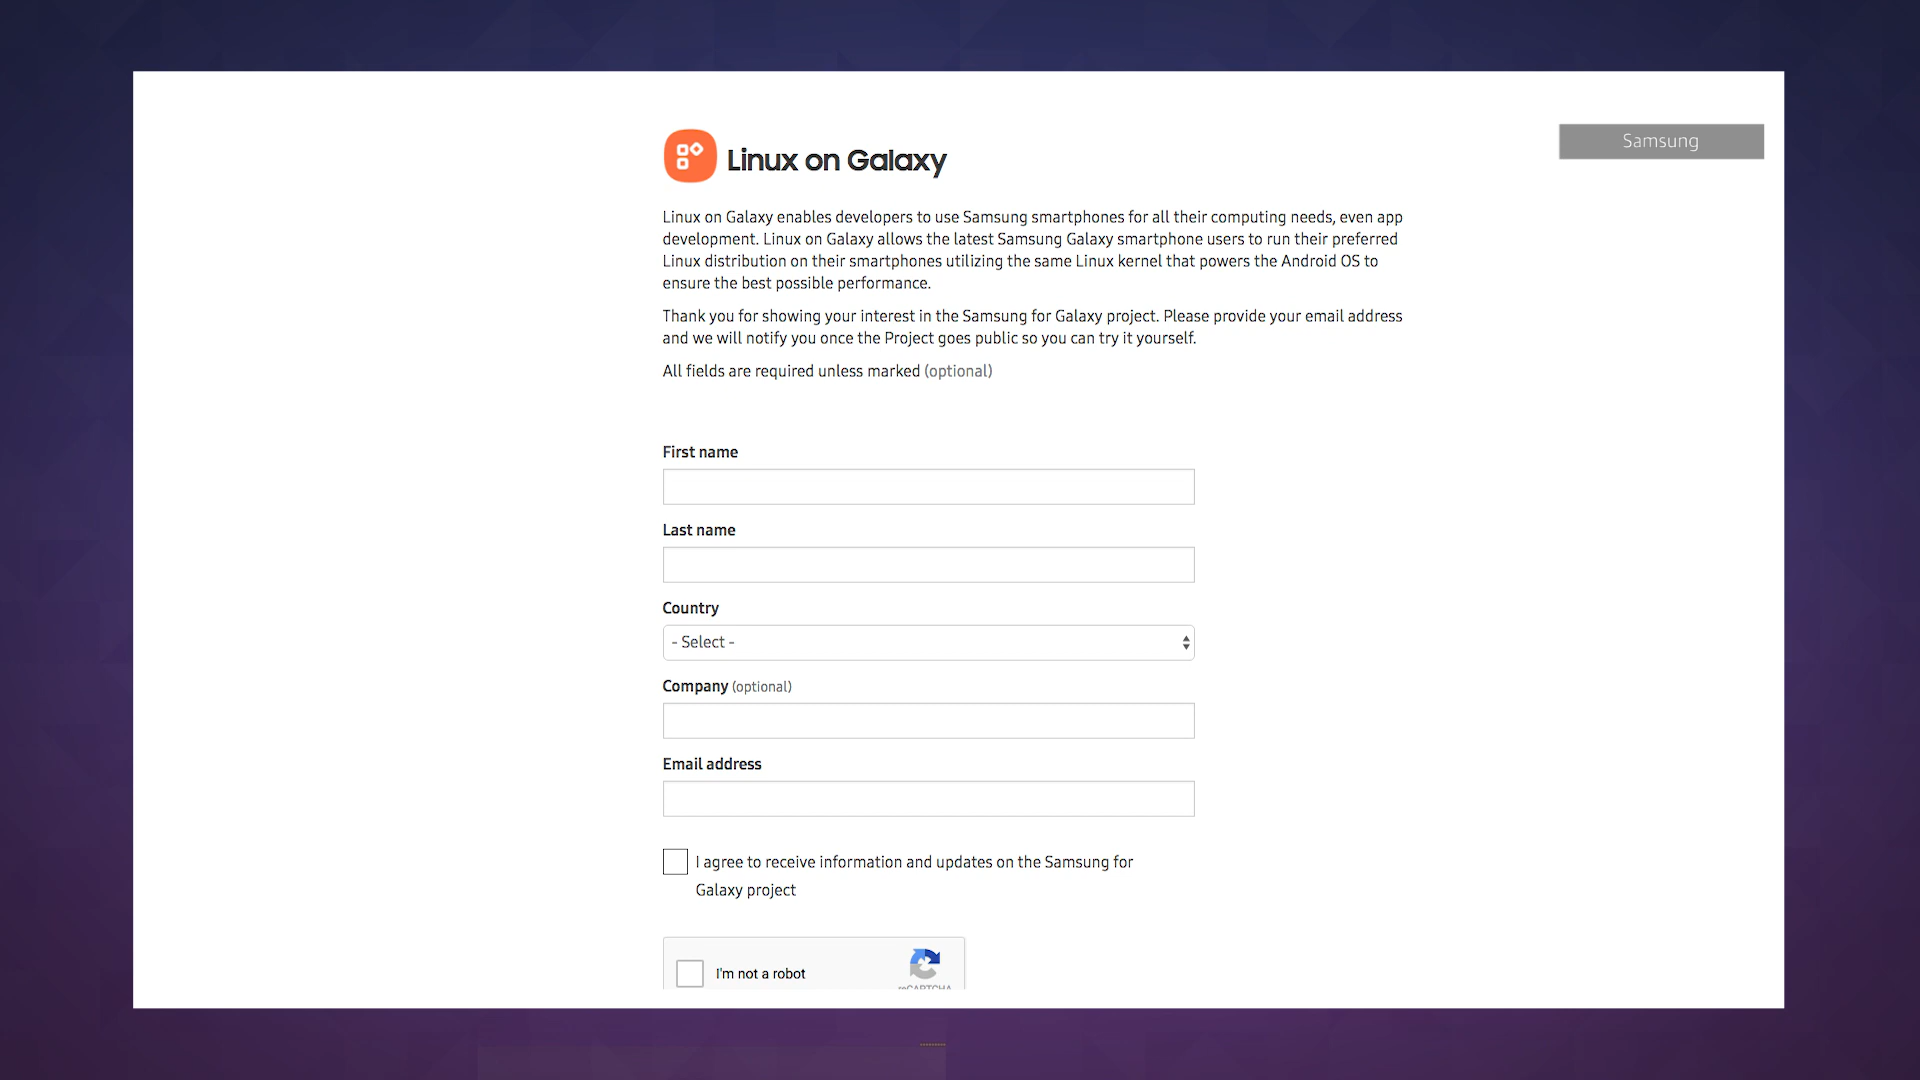 Samsung
Linux on Galaxy
Linux on Galaxy enables developers to use Samsung smartphones for all their computing needs, even app
development. Linux on Galaxy allows the latest Samsung Galaxy smartphone users to run their preferred
Linux distribution on their smartphones utilizing the same Linux kernel that powers the Android OS to
ensure the best possible performance.
Thank you for showing your interest in the Samsung for Galaxy project. Please provide your email address
and we will notify you once the Project goes public so you can try it yourself.
All fields are required unless marked (optional)
First name
Last name
Country
- Select -
Company (optional)
Email address
I agree to receive information and updates on the Samsung for
Galaxy project
I'm not a robot
reCAPTCHA